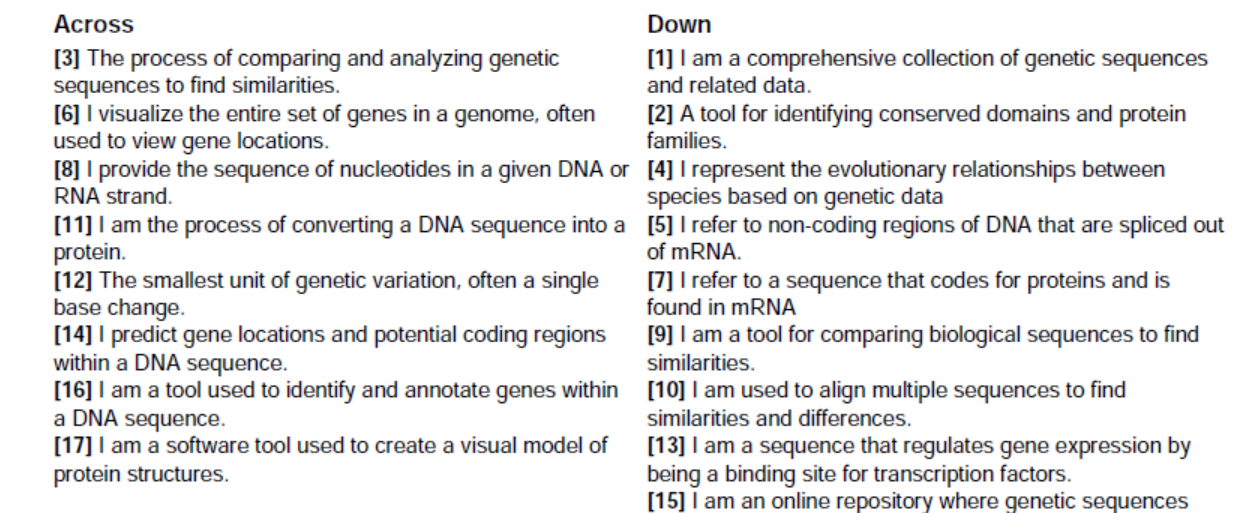 Across
[3] The process of comparing and analyzing genetic
sequences to find similarities.
[6] I visualize the entire set of genes in a genome, often
used to view gene locations.
[8] I provide the sequence of nucleotides in a given DNA or
RNA strand.
[11] I am the process of converting a DNA sequence into a
protein.
[12] The smallest unit of genetic variation, often a single
base change.
[14] I predict gene locations and potential coding regions
within a DNA sequence.
[16] I am a tool used to identify and annotate genes within
a DNA sequence.
[17] I am a software tool used to create a visual model of
protein structures.
Down
[1] I am a comprehensive collection of genetic sequences
and related data.
[2] A tool for identifying conserved domains and protein
families.
[4] I represent the evolutionary relationships between
species based on genetic data
[5] I refer to non-coding regions of DNA that are spliced out
of mRNA.
[7] I refer to a sequence that codes for proteins and is
found in mRNA
[9] I am a tool for comparing biological sequences to find
similarities.
[10] I am used to align multiple sequences to find
similarities and differences.
[13] I am a sequence that regulates gene expression by
being a binding site for transcription factors.
[15] I am an online repository where genetic sequences